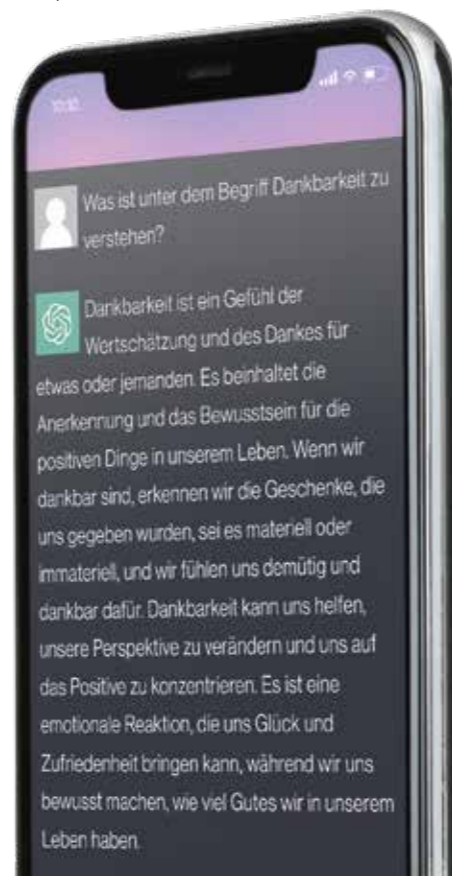 Was ist unter dem Begriff Dankbarkeit zu
verstehen?
Dankbarkeit ist ein Gefühl der
Wertschätzung und des Dankes für
etwas oder jemanden. Es beinhaltet die
Anerkennung und das Bewusstsein für die
positiven Dinge in unserem Leben. Wenn wir
dankbar sind, erkennen wir die Geschenke, die
uns gegeben wurden, sei es materiell oder
immateriell, und wir fühlen uns demütig und
dankbar dafür. Dankbarkeit kann uns helfen,
unsere Perspektive zu verändern und uns auf
das Positive zu konzentrieren. Es ist eine
emotionale Reaktion, die uns Glück und
Zufriedenheit bringen kann, während wir uns
bewusst machen, wie viel Gutes wir in unserem
Leben haben.